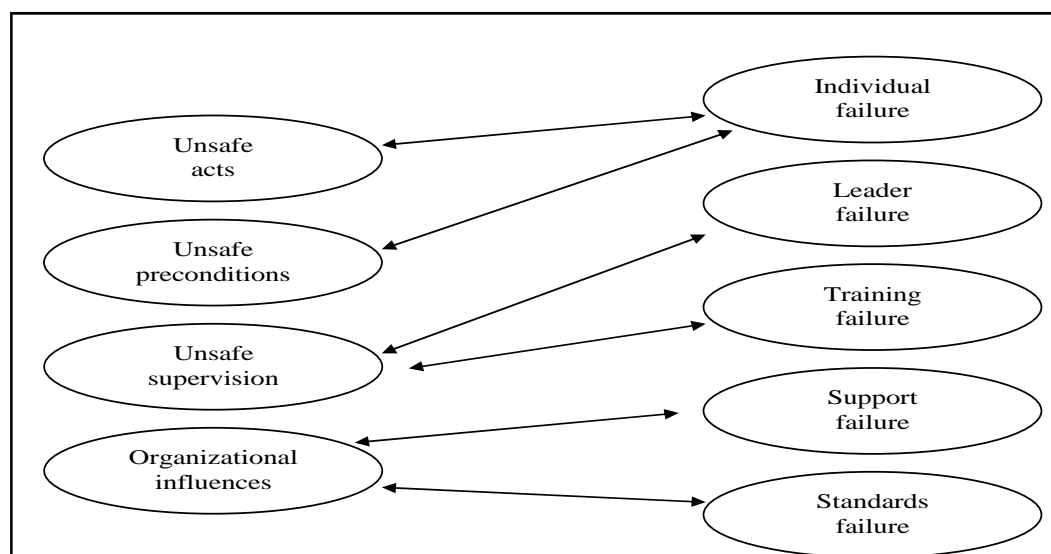 Unsafe
acts
Unsafe
preconditions
Unsafe
supervision
Organizational
influences
Individual
failure
Leader
failure
Training
failure
Support
failure
Standards
failure